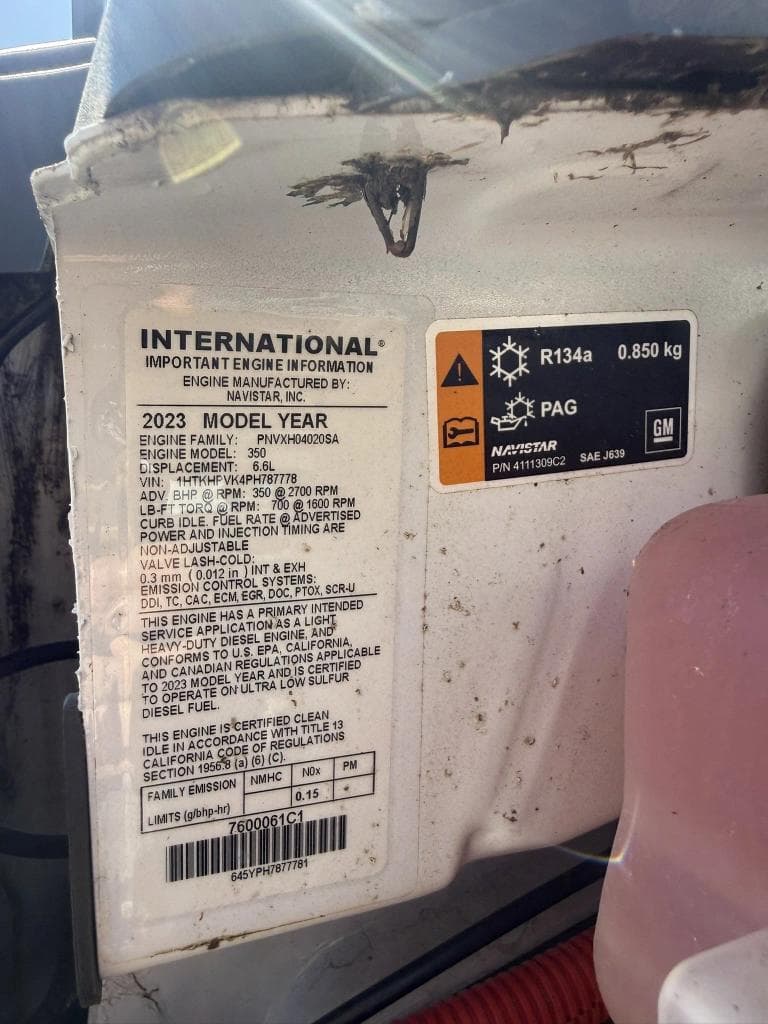 INTERNATIONAL®
IMPORTANT ENGINE INFORMATION
ENGINE MANUFACTURED BY:
NAVISTAR, INC.
2023 MODEL YEAR
ENGINE FAMILY: PNVXH04020SA
ENGINE MODEL: 350
DISPLACEMENT: 6.6L
VIN: 1HTKHPVK4PH787778
ADV. BHP @ RPM: 350 @ 2700 RPM
LB-FT TORQ @ RPM: 700 @ 1600 RPM
CURB IDLE. FUEL RATE @ ADVERTISED
POWER AND INJECTION TIMING ARE
NON-ADJUSTABLE
VALVE LASH-COLD:
0.3 mm ( 0.012 in ) INT & EXH
EMISSION CONTROL SYSTEMS:
DDI, TC, CAC, ECM, EGR, DOC, PTOX, SCR-U
THIS ENGINE HAS A PRIMARY INTENDED
SERVICE APPLICATION AS A LIGHT
HEAVY-DUTY DIESEL ENGINE, AND
CONFORMS TO U.S. EPA, CALIFORNIA,
AND CANADIAN REGULATIONS APPLICABLE
TO 2023 MODEL YEAR AND IS CERTIFIED
TO OPERATE ON ULTRA LOW SULFUR
DIESEL FUEL.
THIS ENGINE IS CERTIFIED CLEAN
IDLE IN ACCORDANCE WITH TITLE 13
CALIFORNIA CODE OF REGULATIONS
SECTION 1956.8 (a) (6) (C).
FAMILY EMISSION NMHC N0x PM
LIMITS (g/bhp-hr) 0.15
7600061C1
645YPH7877781
R134a 0.850 kg
PAG
NAVISTAR
P/N 4111309C2 SAE J639
GM